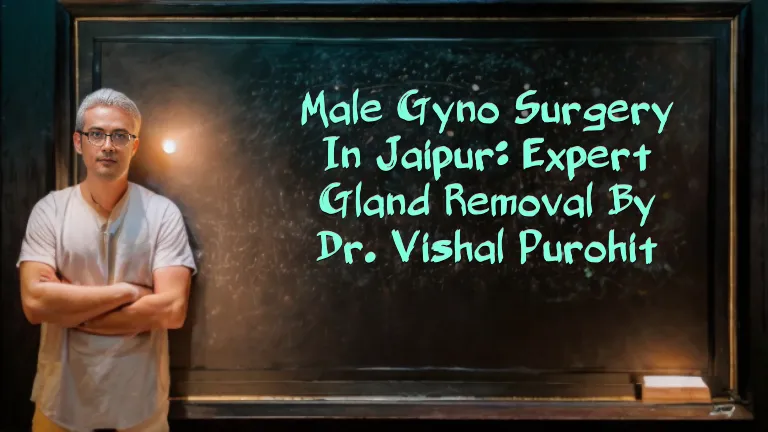 Male Gyno Surgery
In Jaipur: Expert
Gland Removal By
Dr. Vishal Purohit